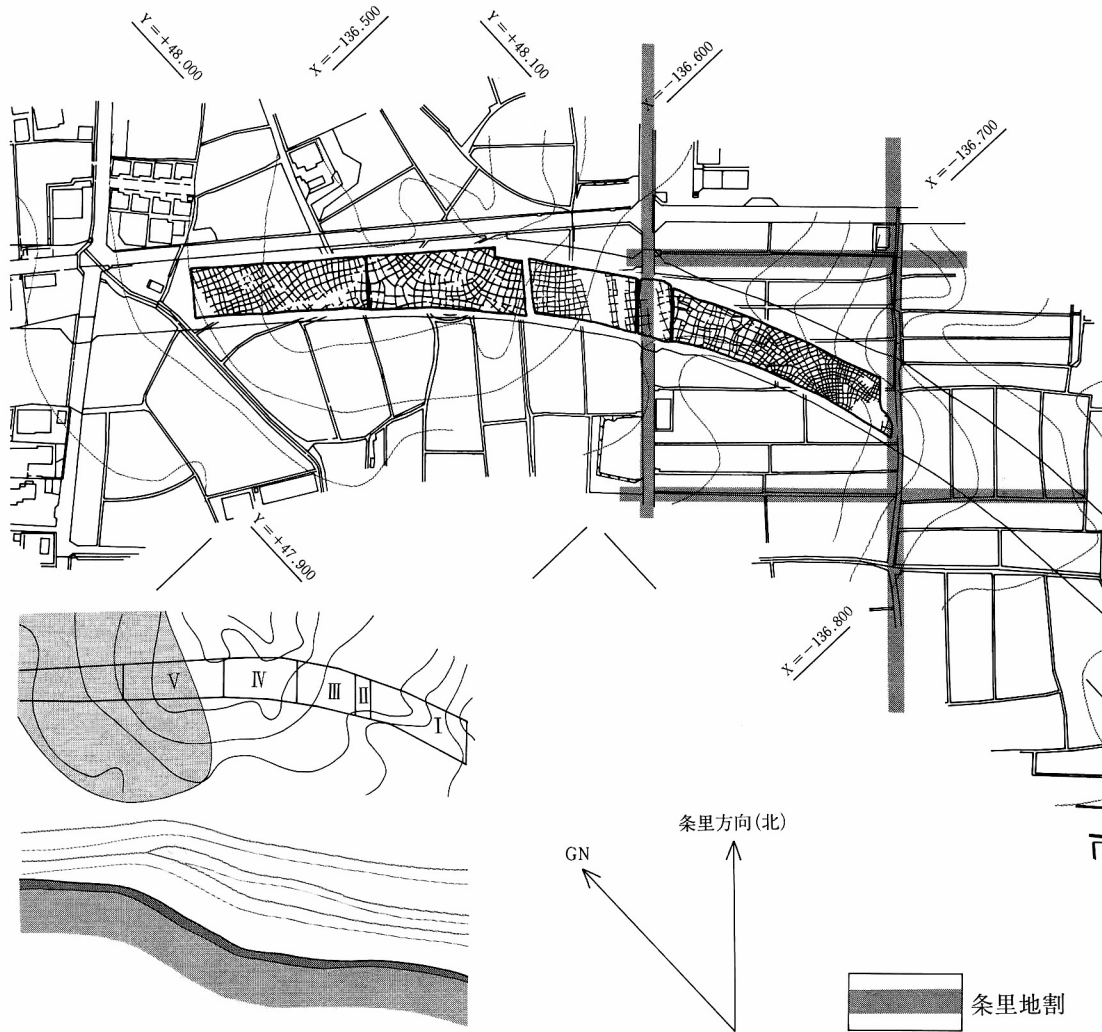 Y=+48.000
X=-136.500
Y=+48.100
X=-136.600
X=-136.700
Y=+47.900
X=-136.800
Ⅴ
Ⅳ
Ⅲ
Ⅱ
Ⅰ
条里方向(北)
GN
条里地割